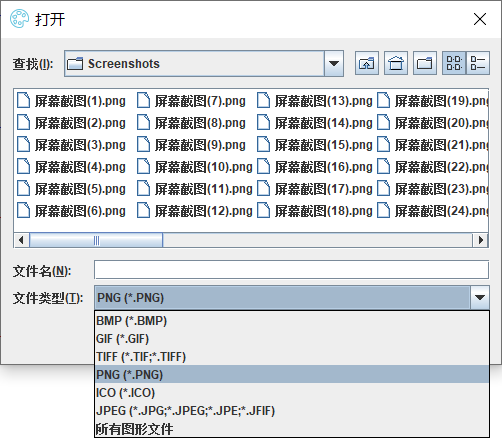 打开
查找(I): Screenshots
屏幕截图(1).png 屏幕截图(7).png 屏幕截图(13).png 屏幕截图(19).png
屏幕截图(2).png 屏幕截图(8).png 屏幕截图(14).png 屏幕截图(20).png
屏幕截图(3).png 屏幕截图(9).png 屏幕截图(15).png 屏幕截图(21).png
屏幕截图(4).png 屏幕截图(10).png 屏幕截图(16).png 屏幕截图(22).png
屏幕截图(5).png 屏幕截图(11).png 屏幕截图(17).png 屏幕截图(23).png
屏幕截图(6).png 屏幕截图(12).png 屏幕截图(18).png 屏幕截图(24).png
文件名(N):
文件类型(T): PNG (*.PNG)
BMP (*.BMP)
GIF (*.GIF)
TIFF (*.TIF;*.TIFF)
PNG (*.PNG)
ICO (*.ICO)
JPEG (*.JPG;*.JPEG;*.JPE;*.JFIF)
所有图形文件